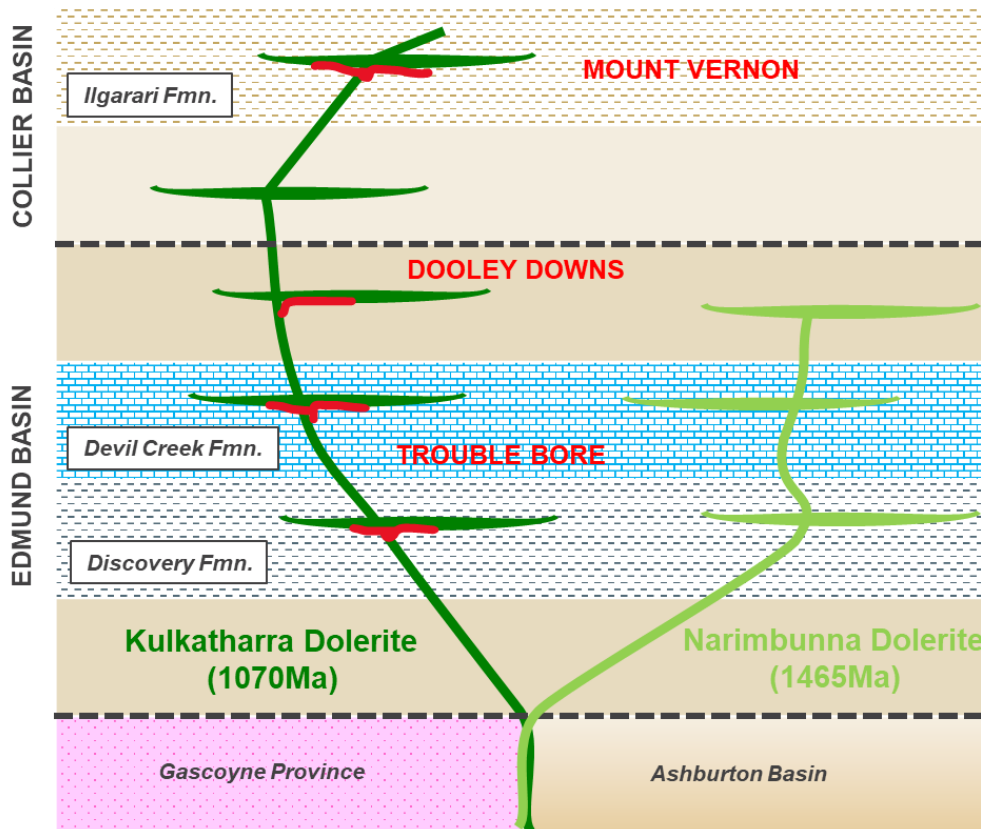 COLLIER BASIN
MOUNT VERNON
Ilgarari Fmn.
DOOLEY DOWNS
EDMUND BASIN
Devil Creek Fmn.
TROUBLE BORE
Discovery Fmn.
Kulkatharra Dolerite
(1070Ma)
Narimbunna Dolerite
(1465Ma)
Gascoyne Province
Ashburton Basin